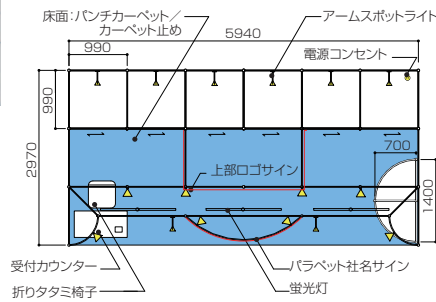 床面：パンチカーペット／
カーペット止め
アームスポットライト
990
5940
電源コンセント
990
2970
700
上部ロゴサイン
1400
受付カウンター
パラペット社名サイン
折りタタミ椅子
蛍光灯